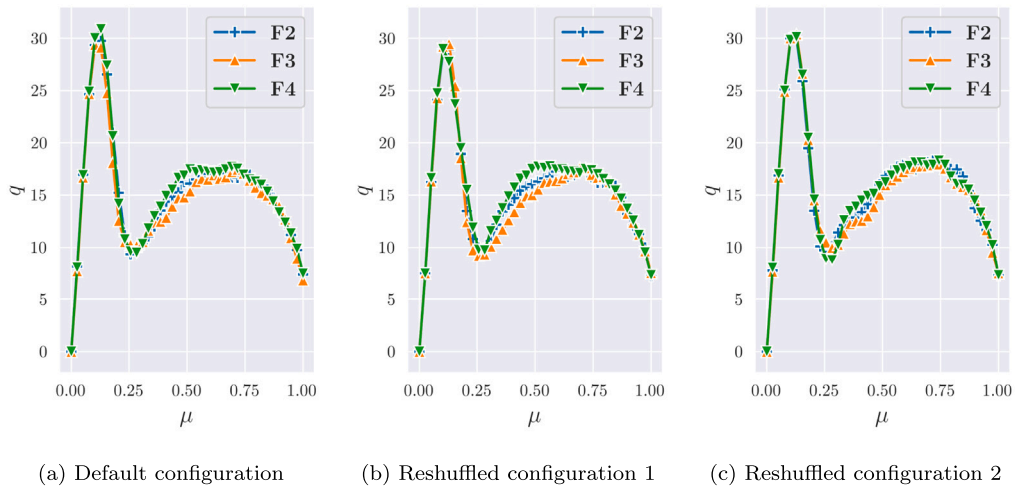 F2
F3
F4
30
25
20
15
10
5
0
q
0.00 0.25 0.50 0.75 1.00
μ
(a) Default configuration
F2
F3
F4
30
25
20
15
10
5
0
q
0.00 0.25 0.50 0.75 1.00
μ
(b) Reshuffled configuration 1
F2
F3
F4
30
25
20
15
10
5
0
q
0.00 0.25 0.50 0.75 1.00
μ
(c) Reshuffled configuration 2